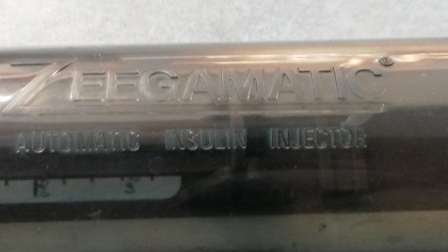 ZEEGAMATIC®
AUTOMATIC INSULIN INJECTOR